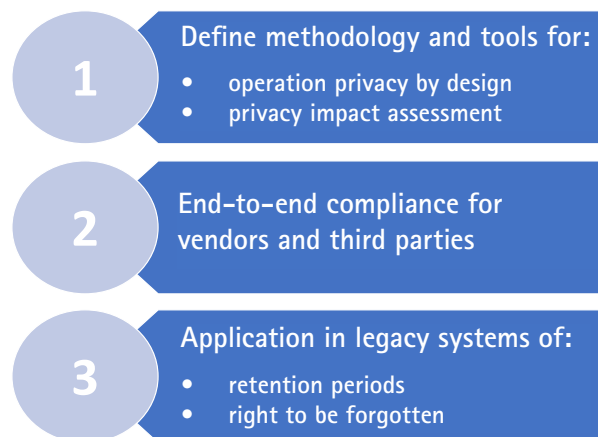 1
Define methodology and tools for:
• operation privacy by design
• privacy impact assessment
2
End-to-end compliance for
vendors and third parties
3
Application in legacy systems of:
• retention periods
• right to be forgotten